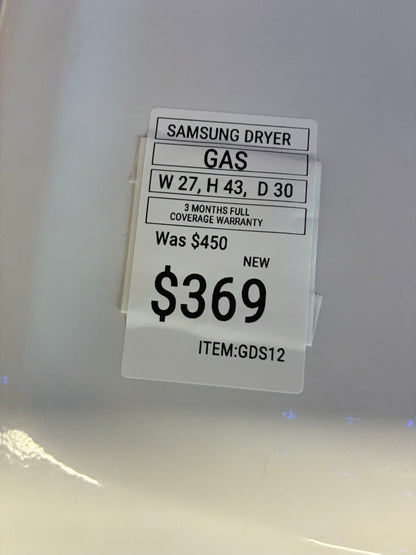 SAMSUNG DRYER
GAS
W 27, H 43, D 30
3 MONTHS FULL
COVERAGE WARRANTY
Was $450
NEW
$369
ITEM:GDS12